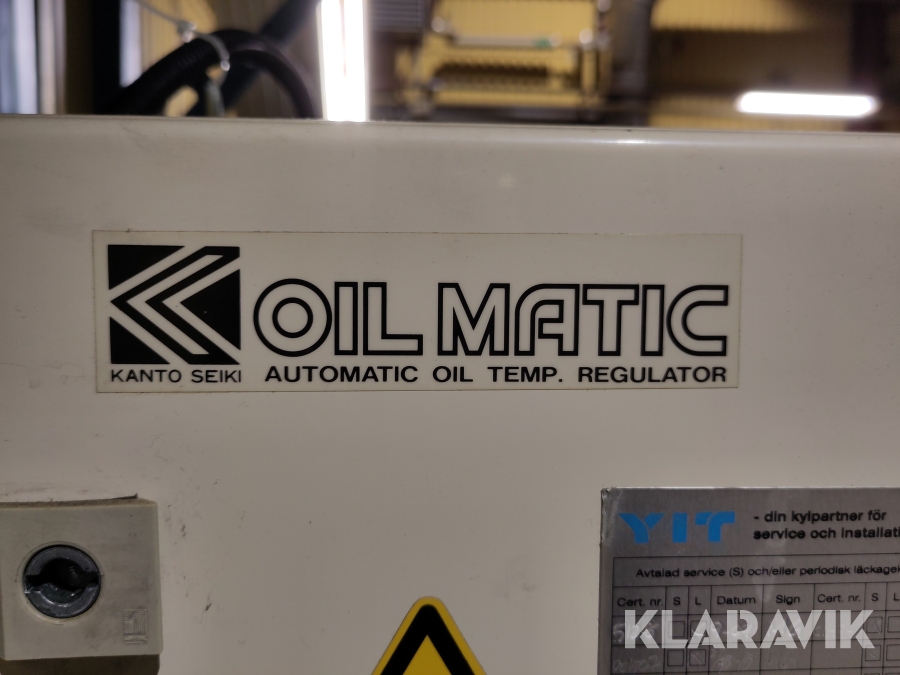 OIL MATIC
KANTO SEIKI
AUTOMATIC OIL TEMP. REGULATOR
YIT
- din kylpartner för
service och installati
Avtalad service (S) och/eller periodisk läckagek
Cert. nr S L Datum Sign Cert. nr. S L
KLARAVIK